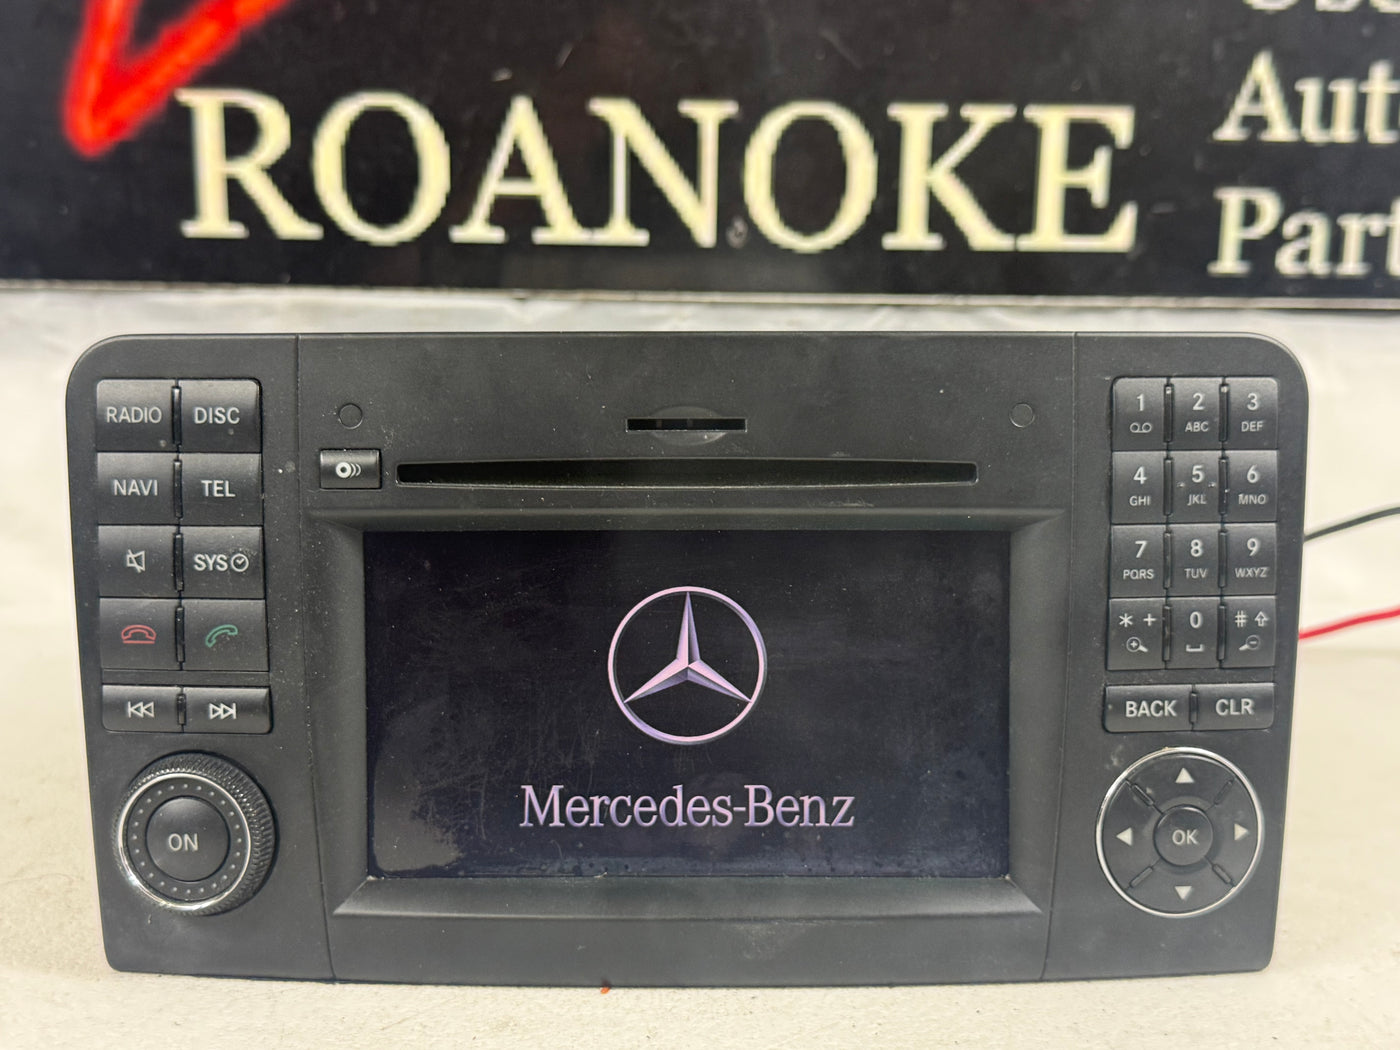 ROANOKE
Aut
Part
RADIO DISC
NAVI TEL
SYS
ON
1 2 ABC 3 DEF
4 GHI 5 JKL 6 MNO
7 PQRS 8 TUV 9 WXYZ
* + 0 #
BACK CLR
OK
Mercedes-Benz